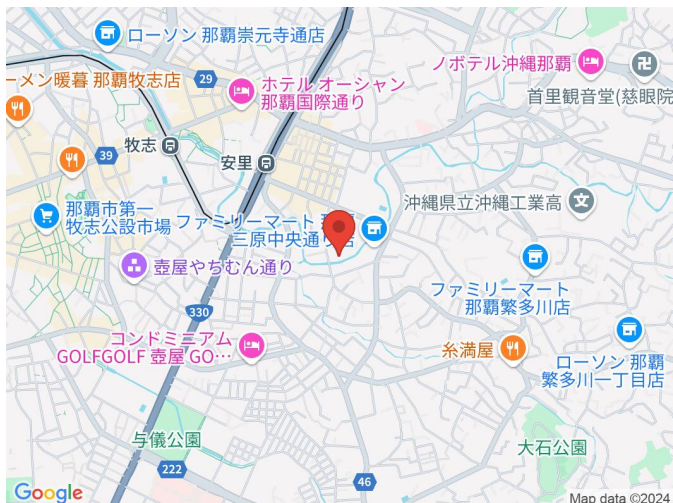 ローソン 那覇崇元寺通店
ノボテル沖縄那覇
ーメン暖暮 那覇牧志店
29
ホテル オーシャン
那覇国際通り
首里観音堂(慈眼院
39
牧志
安里
那覇市第一
牧志公設市場
ファミリーマート 那覇
三原中央通り店
沖縄県立沖縄工業高
壺屋やちむん通り
ファミリーマート
那覇繁多川店
330
コンドミニアム
GOLFGOLF 壺屋 GO…
糸満屋
ローソン 那覇
繁多川一丁目店
与儀公園
大石公園
222
46
Google
Map data ©2024